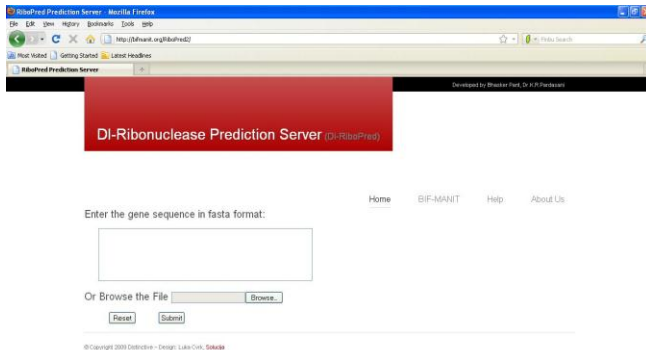 RiboPred Prediction Server - Mozilla Firefox
File Edit View History Bookmarks Tools Help
http://bifmanit.org/RiboPred2/
Most Visited Getting Started Latest Headlines
RiboPred Prediction Server
Developed by Bhasker Pant, Dr.K.R.Pardasani
DI-Ribonuclease Prediction Server (DI-RiboPred)
Home BIF-MANIT Help About Us
Enter the gene sequence in fasta format:
Or Browse the File Browse..
Reset Submit
© Copyright 2009 Distinctive - Design: Luka Cvrk, Solucija